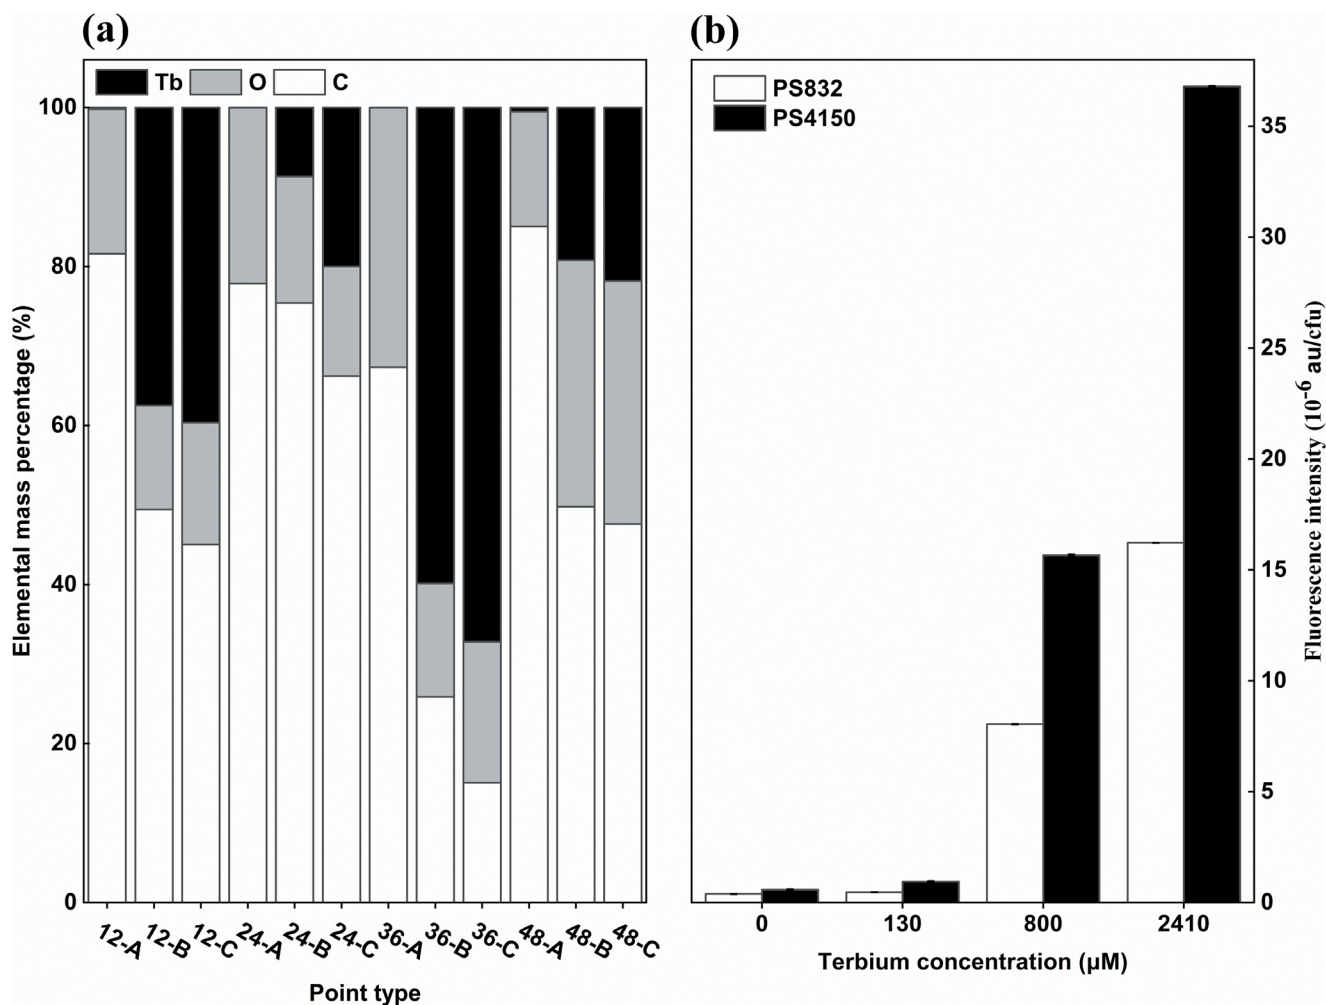 (a)
Tb O C
Elemental mass percentage (%)
100
80
60
40
20
0
12-A 12-B 12-C 24-A 24-B 24-C 36-A 36-B 36-C 48-A 48-B 48-C
Point type
(b)
PS832
PS4150
35
30
25
20
15
10
5
0
Fluorescence intensity (10⁻⁶ au/cfu)
0 130 800 2410
Terbium concentration (µM)